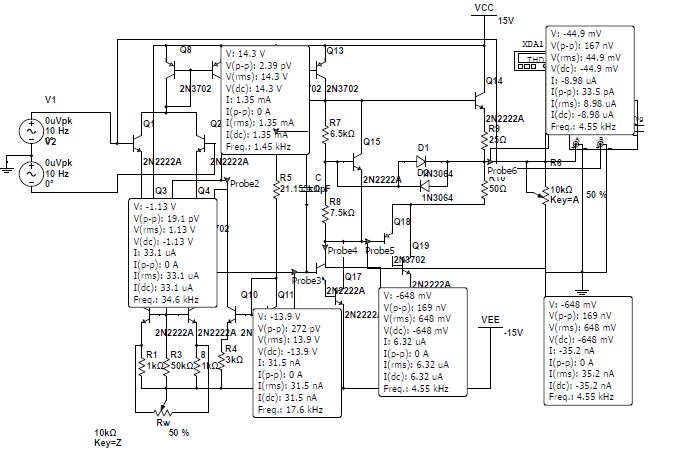 VCC
15V
V: -44.9 mV
V(p-p): 167 nV
V(rms): 44.9 mV
V(dc): -44.9 mV
I: -8.98 uA
I(p-p): 33.5 pA
I(rms): 8.98 uA
I(dc): -8.98 uA
Freq.: 4.55 kHz
XDA1
THD
Q8
V: 14.3 V
V(p-p): 2.39 pV
V(rms): 14.3 V
V(dc): 14.3 V
I: 1.35 mA
I(p-p): 0 A
I(rms): 1.35 mA
I(dc): 1.35 mA
Freq.: 1.45 kHz
Q13
2N3702
2N3702
Q14
2N2222A
V1
0uVpk
10 Hz
0°
V2
0uVpk
10 Hz
0°
Q1
2N2222A
2N2222A
R7
6.5kΩ
Q15
2N2222A
R9
25Ω
D1
1N3064
1N3064
Probe6
R6
10kΩ
Key=A
50 %
50Ω
Q3
Q4
Probe2
R5
C
R8
7.5kΩ
Q18
2N3702
V: -1.13 V
V(p-p): 19.1 pV
V(rms): 1.13 V
V(dc): -1.13 V
I: 33.1 uA
I(p-p): 0 A
I(rms): 33.1 uA
I(dc): 33.1 uA
Freq.: 34.6 kHz
702
Probe4
Probe5
Q19
2N2222A
Probe3
Q17
2N2222A
2N2222A
Q10
Q11
2N2222A
2N2222A
V: -13.9 V
V(p-p): 272 pV
V(rms): 13.9 V
V(dc): -13.9 V
I: 31.5 nA
I(p-p): 0 A
I(rms): 31.5 nA
I(dc): 31.5 nA
Freq.: 17.6 kHz
V: -648 mV
V(p-p): 169 nV
V(rms): 648 mV
V(dc): -648 mV
I: 6.32 uA
I(p-p): 0 A
I(rms): 6.32 uA
I(dc): 6.32 uA
Freq.: 4.55 kHz
VEE
-15V
V: -648 mV
V(p-p): 169 nV
V(rms): 648 mV
V(dc): -648 mV
I: -35.2 nA
I(p-p): 0 A
I(rms): 35.2 nA
I(dc): -35.2 nA
Freq.: 4.55 kHz
R1
1kΩ
R3
50kΩ
8
1kΩ
R4
3kΩ
Rw
10kΩ
Key=Z
50 %